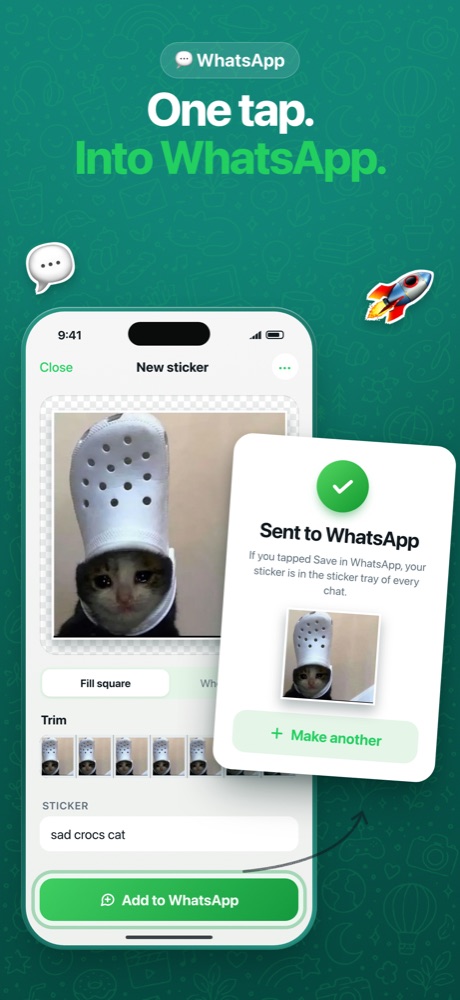 WhatsApp
One tap.
Into WhatsApp.
9:41
Close
New sticker
Sent to WhatsApp
If you tapped Save in WhatsApp, your
sticker is in the sticker tray of every
chat.
+ Make another
Fill square
Trim
STICKER
sad crocs cat
Add to WhatsApp